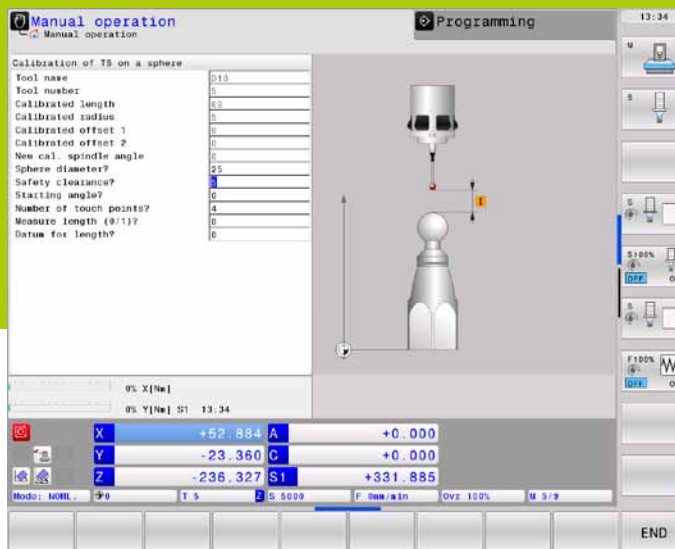 Manual operation
Manual operation
Programming
13:34
Calibration of TS on a sphere
Tool name D10
Tool number 5
Calibrated length 60
Calibrated radius 5
Calibrated offset 1 0
Calibrated offset 2 0
New cal. spindle angle 0
Sphere diameter? 25
Safety clearance?
Starting angle? 0
Number of touch points? 4
Measure length (0/1)? 0
Datum for length? 0
I
M
S
S
S100%
OFF
S
F100%
OFF
0% X[Nm]
0% Y[Nm] S1 13:34
X +52.884 A +0.000
Y -23.360 C +0.000
Z -236.327 S1 +331.885
Mode: NOML. 0 T 5 Z S 5000 F 0mm/min Ovr 100% M 5/9
END